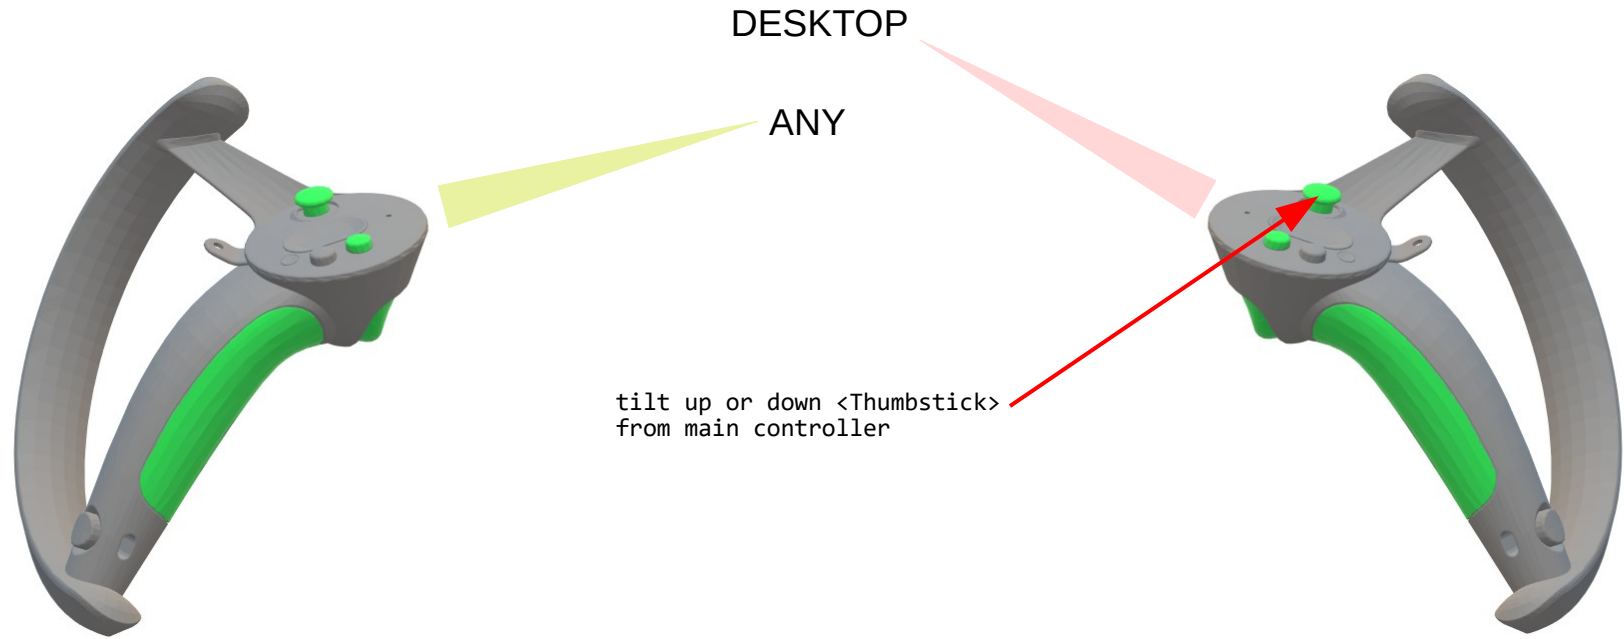 DESKTOP
ANY
tilt up or down <Thumbstick>
from main controller